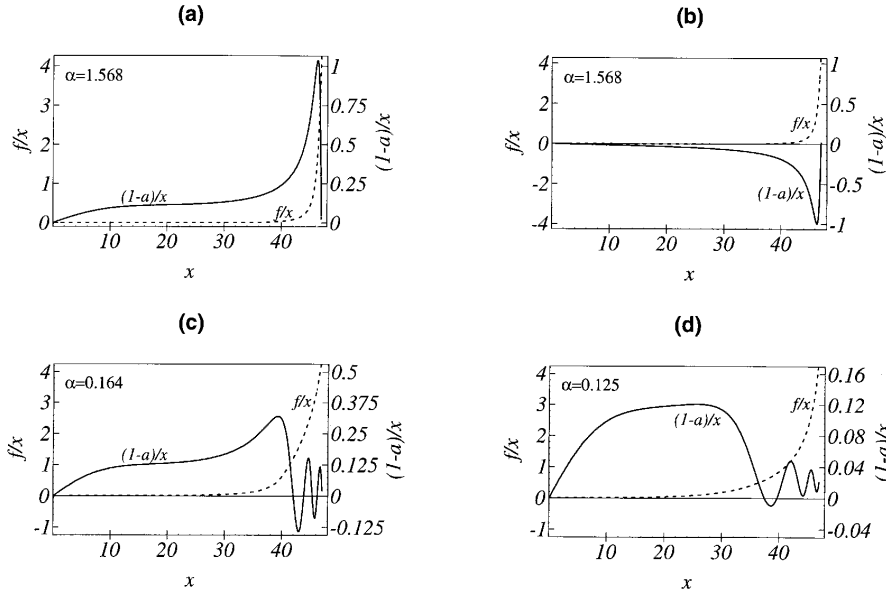 (a)
α=1.568
4
3
2
1
0
f/x
1
0.75
0.5
0.25
0
(1-a)/x
(1-a)/x
f/x
10
20
30
40
x
(b)
α=1.568
4
2
0
-2
-4
f/x
1
0.5
0
-0.5
-1
(1-a)/x
f/x
(1-a)/x
10
20
30
40
x
(c)
α=0.164
4
3
2
1
0
-1
f/x
0.5
0.375
0.25
0.125
0
-0.125
(1-a)/x
f/x
(1-a)/x
10
20
30
40
x
(d)
α=0.125
4
3
2
1
0
-1
f/x
0.16
0.12
0.08
0.04
0
-0.04
(1-a)/x
(1-a)/x
f/x
10
20
30
40
x